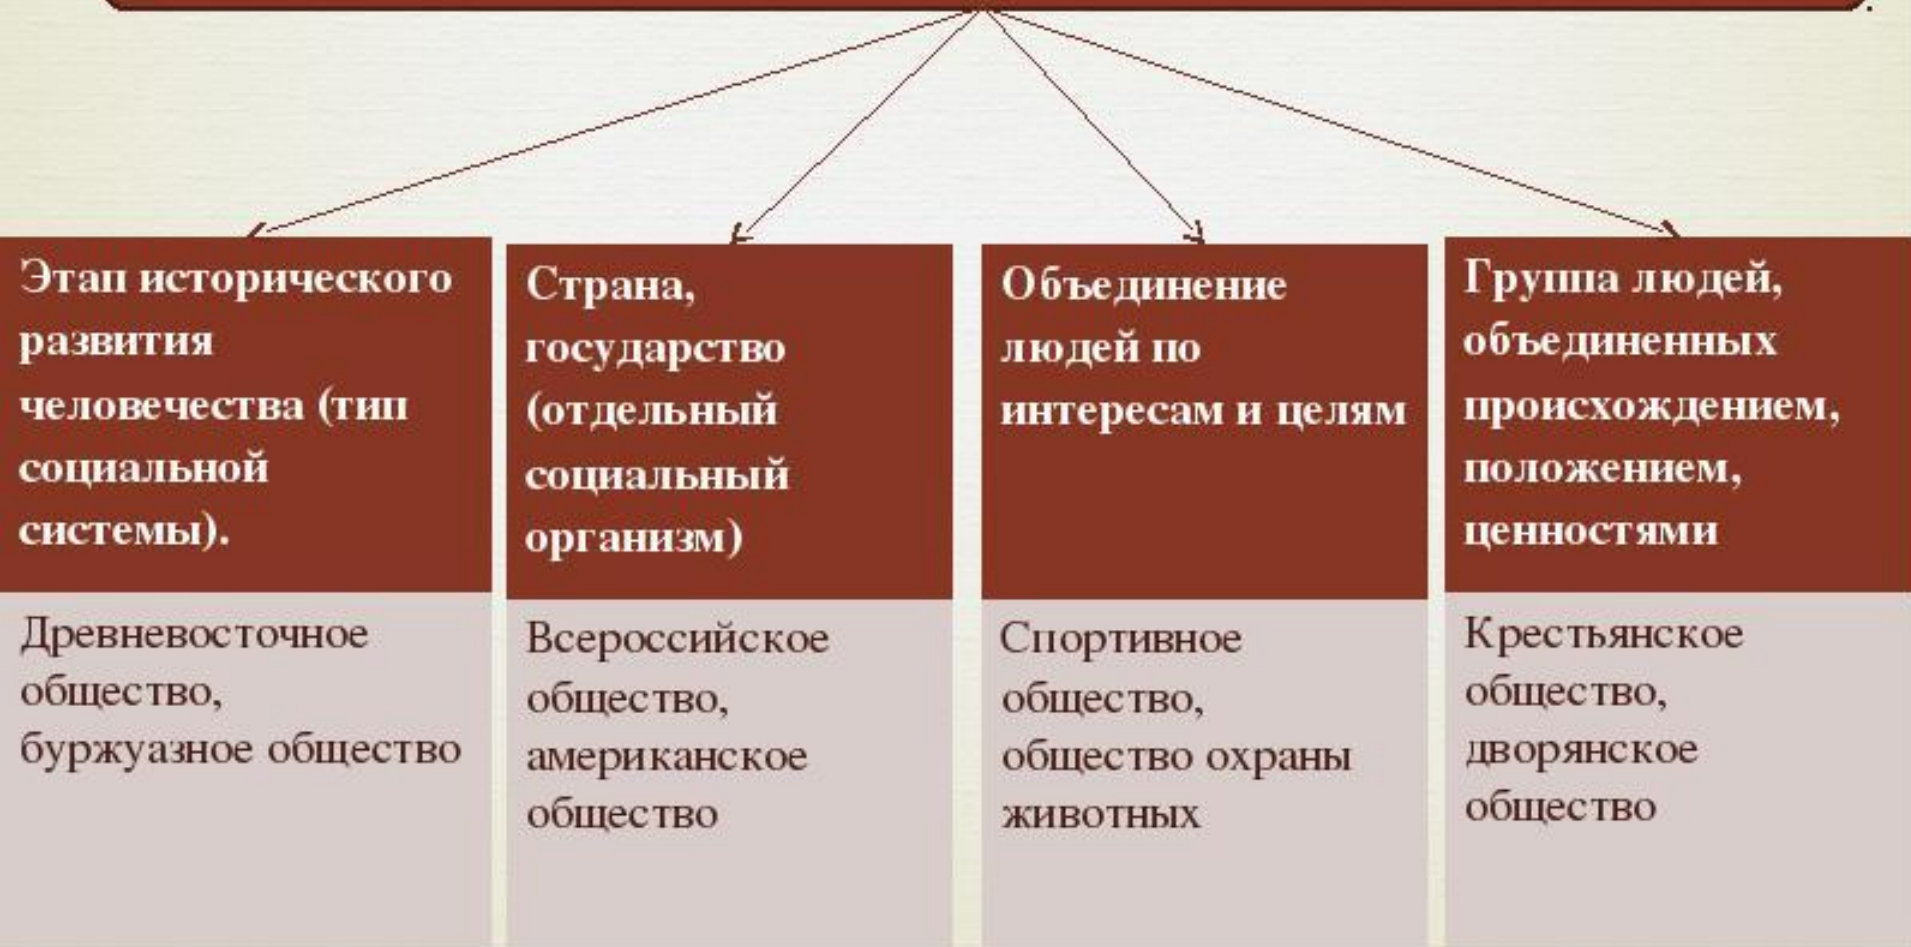 Этап исторического
развития
человечества (тип
социальной
системы).
Древневосточное
общество,
буржуазное общество
Страна,
государство
(отдельный
социальный
организм)
Всероссийское
общество,
американское
общество
Объединение
людей по
интересам и целям
Спортивное
общество,
общество охраны
животных
Группа людей,
объединенных
происхождением,
положением,
ценностями
Крестьянское
общество,
дворянское
общество